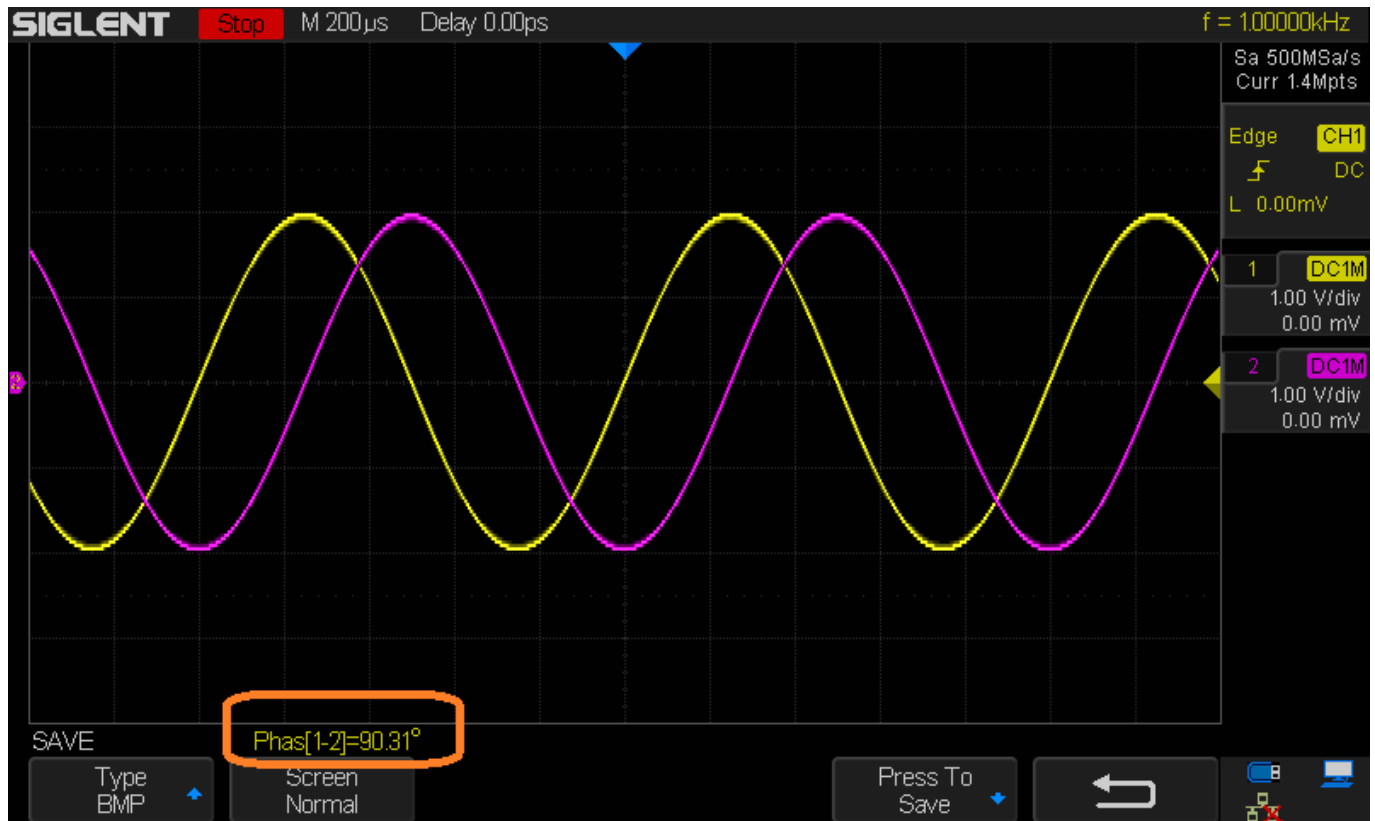 SIGLENT Stop M 200µs Delay 0.00ps f = 1.00000kHz
Sa 500MSa/s
Curr 1.4Mpts
Edge CH1
DC
L 0.00mV
1 DC1M
1.00 V/div
0.00 mV
2 DC1M
1.00 V/div
0.00 mV
2
SAVE Phas[1-2]=90.31°
Type
BMP
Screen
Normal
Press To
Save